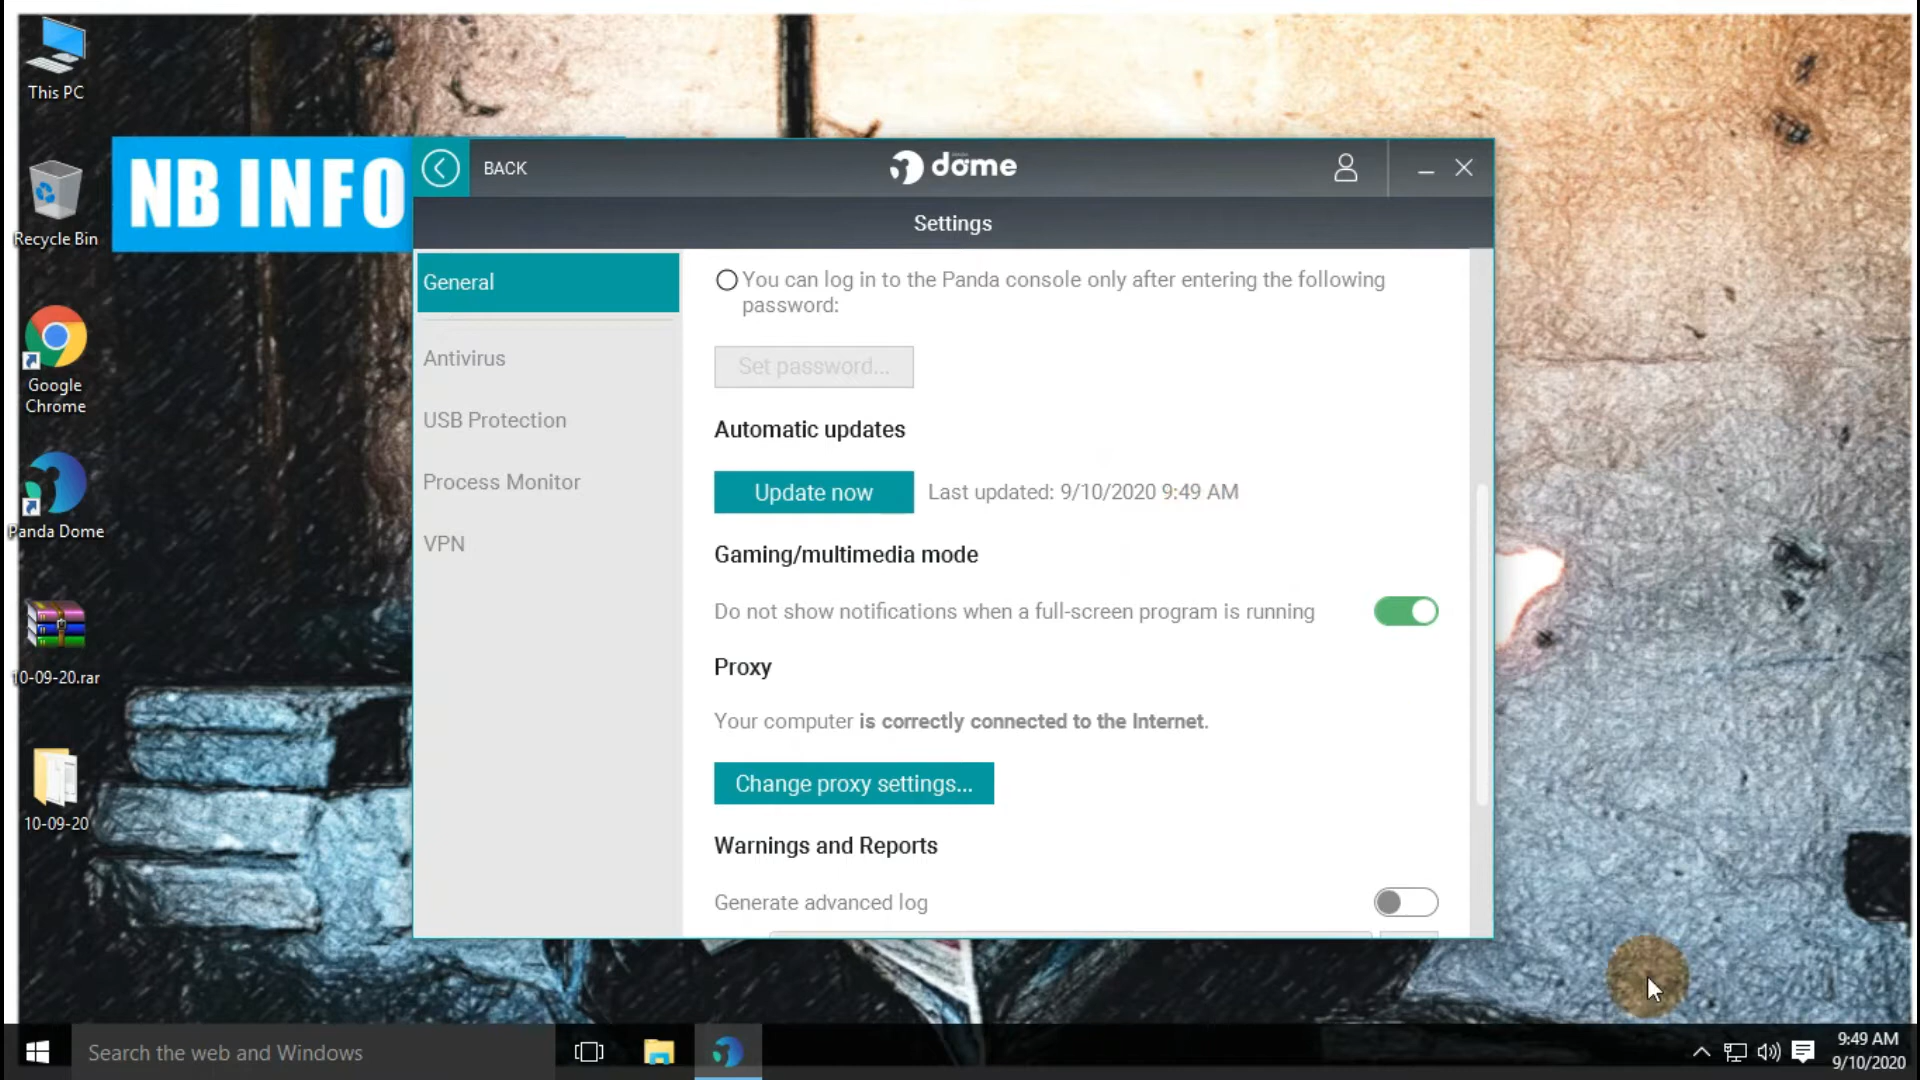 This PC
Recycle Bin
Google
Chrome
Panda Dome
10-09-20.rar
10-09-20
NB INFO
BACK
dome
Settings
General
Antivirus
USB Protection
Process Monitor
VPN
You can log in to the Panda console only after entering the following
password:
Set password...
Automatic updates
Update now
Last updated: 9/10/2020 9:49 AM
Gaming/multimedia mode
Do not show notifications when a full-screen program is running
Proxy
Your computer is correctly connected to the Internet.
Change proxy settings...
Warnings and Reports
Generate advanced log
Search the web and Windows
9:49 AM
9/10/2020